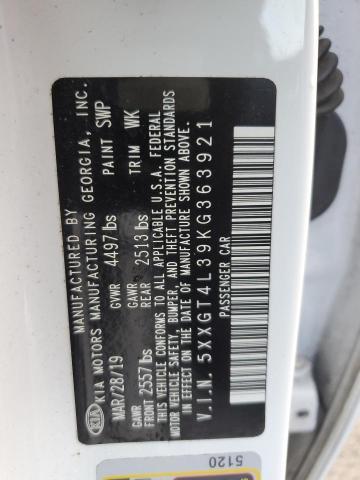 MANUFACTURED BY
KIA KIA MOTORS MANUFACTURING GEORGIA, INC.
MAR/28/19 GVWR 4497 lbs PAINT SWP
GAWR FRONT 2557 lbs GAWR REAR 2513 lbs TRIM WK
THIS VEHICLE CONFORMS TO ALL APPLICABLE U.S.A. FEDERAL
MOTOR VEHICLE SAFETY, BUMPER, AND THEFT PREVENTION STANDARDS
IN EFFECT ON THE DATE OF MANUFACTURE SHOWN ABOVE.
V.I.N. 5XXGT4L39KG363921
PASSENGER CAR
5120